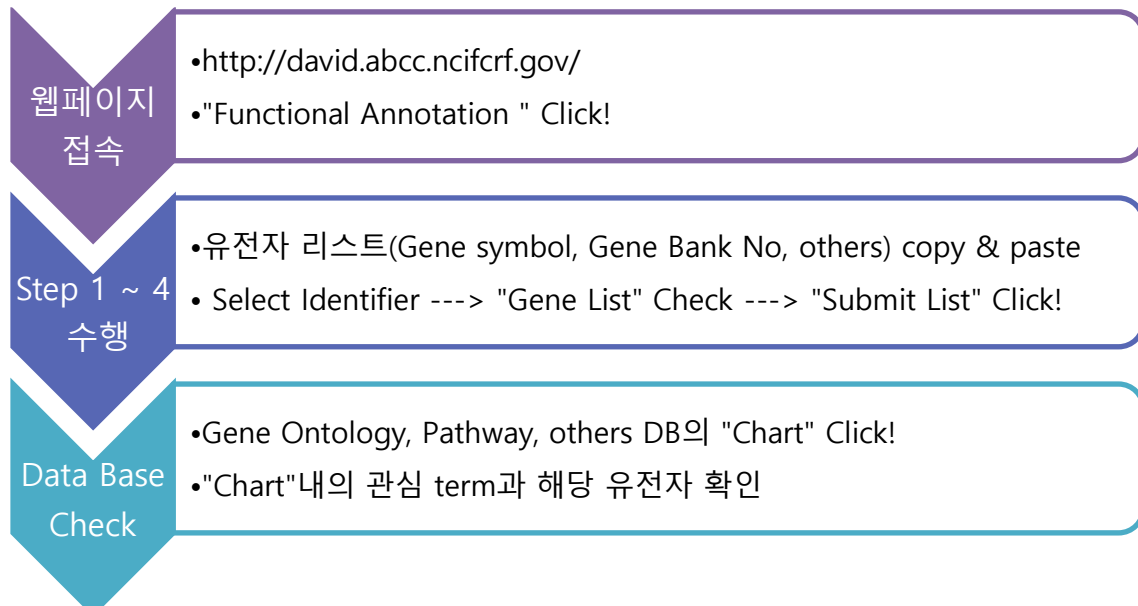 웹페이지
접속
•http://david.abcc.ncifcrf.gov/
•"Functional Annotation " Click!
Step 1 ~ 4
수행
•유전자 리스트(Gene symbol, Gene Bank No, others) copy & paste
• Select Identifier ---> "Gene List" Check ---> "Submit List" Click!
Data Base
Check
•Gene Ontology, Pathway, others DB의 "Chart" Click!
•"Chart"내의 관심 term과 해당 유전자 확인